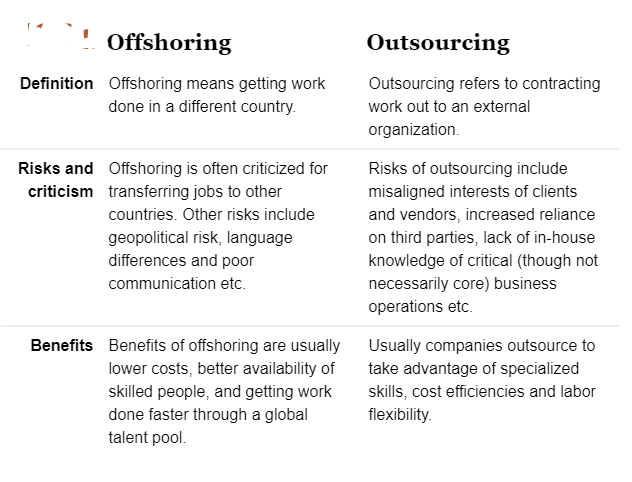 Offshoring Outsourcing
Definition Offshoring means getting work Outsourcing refers to contracting
done in a different country. work out to an external
organization.
Risks and Offshoring is often criticized for Risks of outsourcing include
criticism transferring jobs to other misaligned interests of clients
countries. Other risks include and vendors, increased reliance
geopolitical risk, language on third parties, lack of in-house
differences and poor knowledge of critical (though not
communication etc. necessarily core) business
operations etc.
Benefits Benefits of offshoring are usually Usually companies outsource to
lower costs, better availability of take advantage of specialized
skilled people, and getting work skills, cost efficiencies and labor
done faster through a global flexibility.
talent pool.